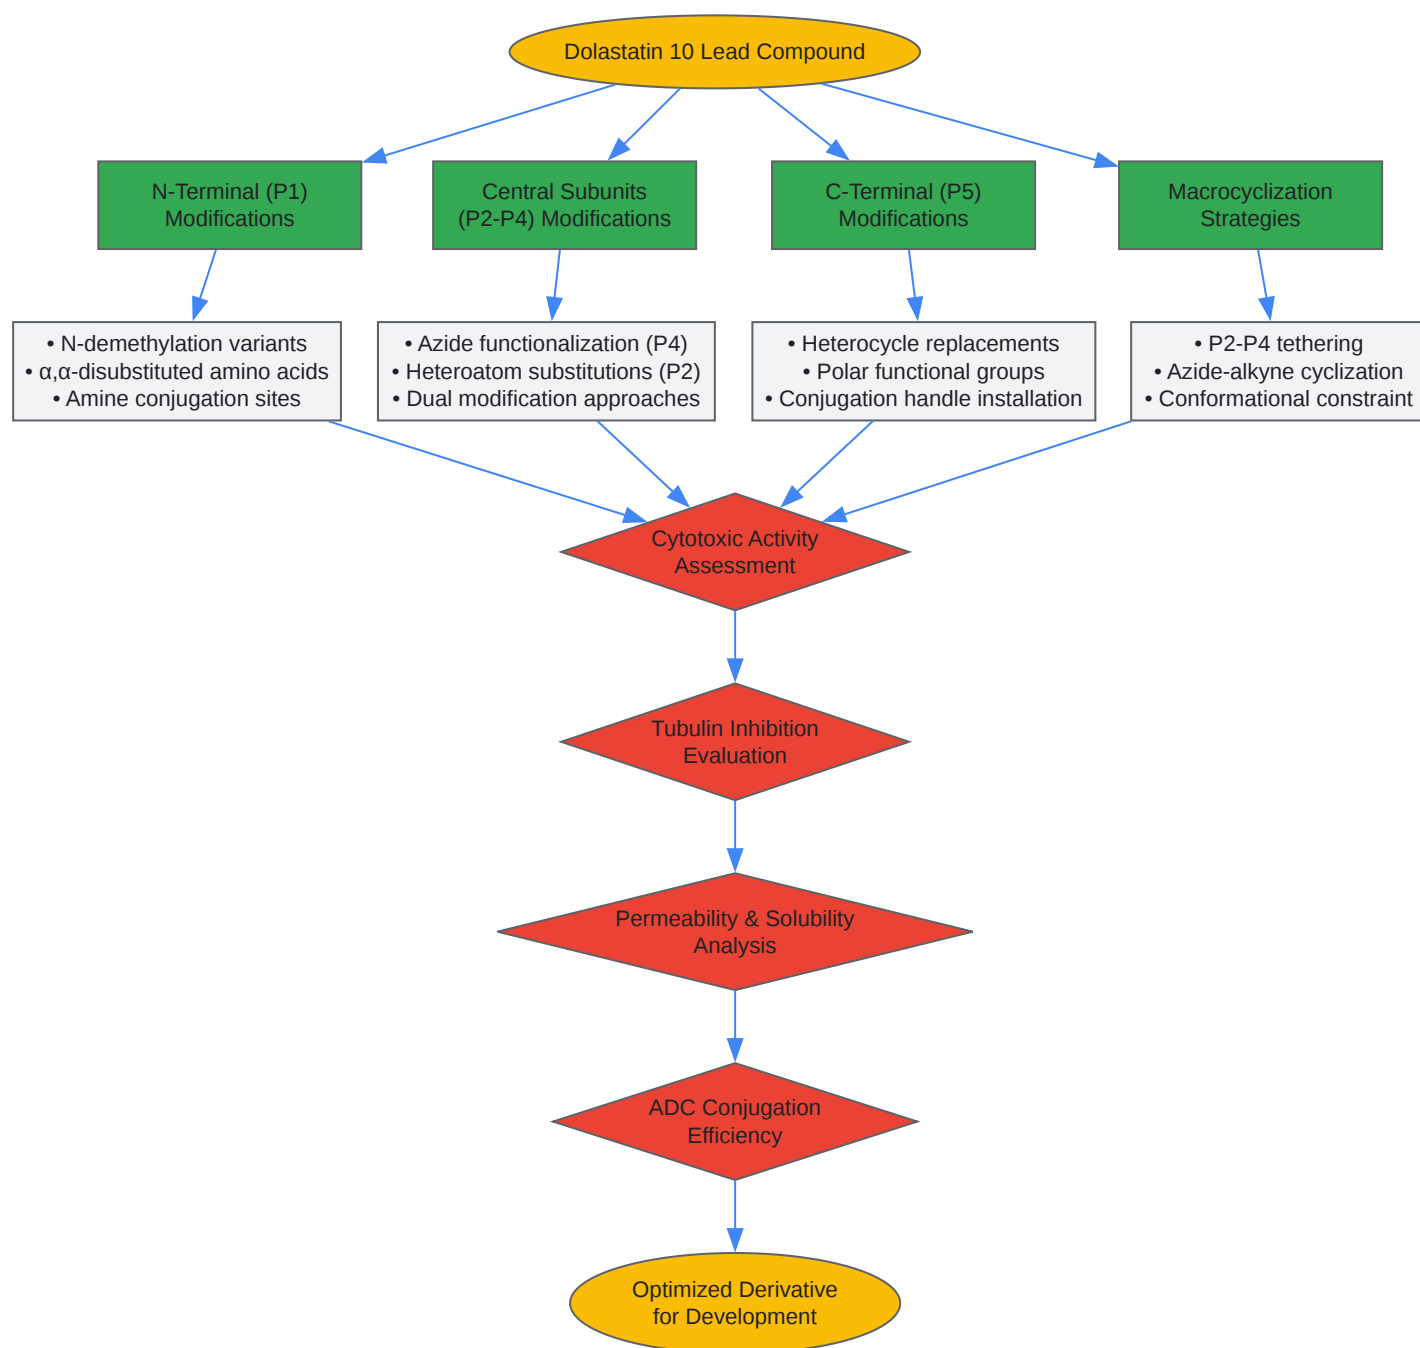 Dolastatin 10 Lead Compound
N-Terminal (P1)
Modifications
Central Subunits
(P2-P4) Modifications
C-Terminal (P5)
Modifications
Macrocyclization
Strategies
• N-demethylation variants
• α,α-disubstituted amino acids
• Amine conjugation sites
• Azide functionalization (P4)
• Heteroatom substitutions (P2)
• Dual modification approaches
• Heterocycle replacements
• Polar functional groups
• Conjugation handle installation
• P2-P4 tethering
• Azide-alkyne cyclization
• Conformational constraint
Cytotoxic Activity
Assessment
Tubulin Inhibition
Evaluation
Permeability & Solubility
Analysis
ADC Conjugation
Efficiency
Optimized Derivative
for Development